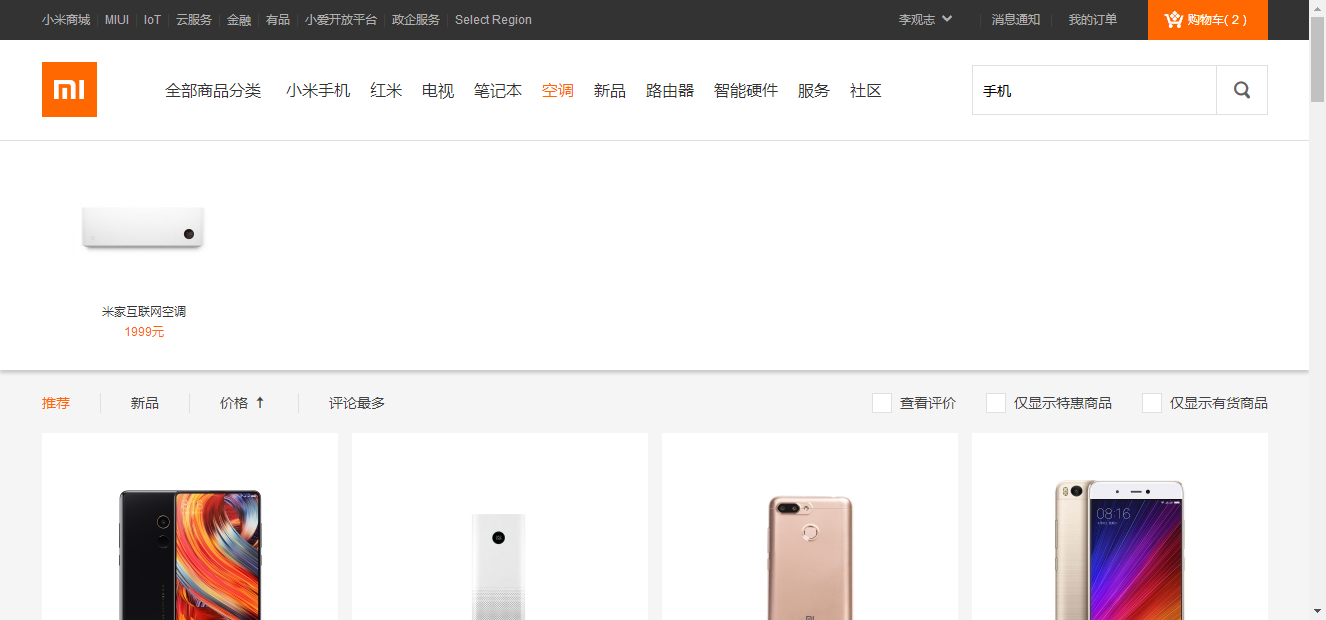 小米商城 MIUI IoT 云服务 金融 有品 小爱开放平台 政企服务 Select Region 李观志 消息通知 我的订单 购物车( 2 )
mi 全部商品分类 小米手机 红米 电视 笔记本 空调 新品 路由器 智能硬件 服务 社区 手机
米家互联网空调
1999元
推荐 新品 价格 ↑ 评论最多 查看评价 仅显示特惠商品 仅显示有货商品
08:16